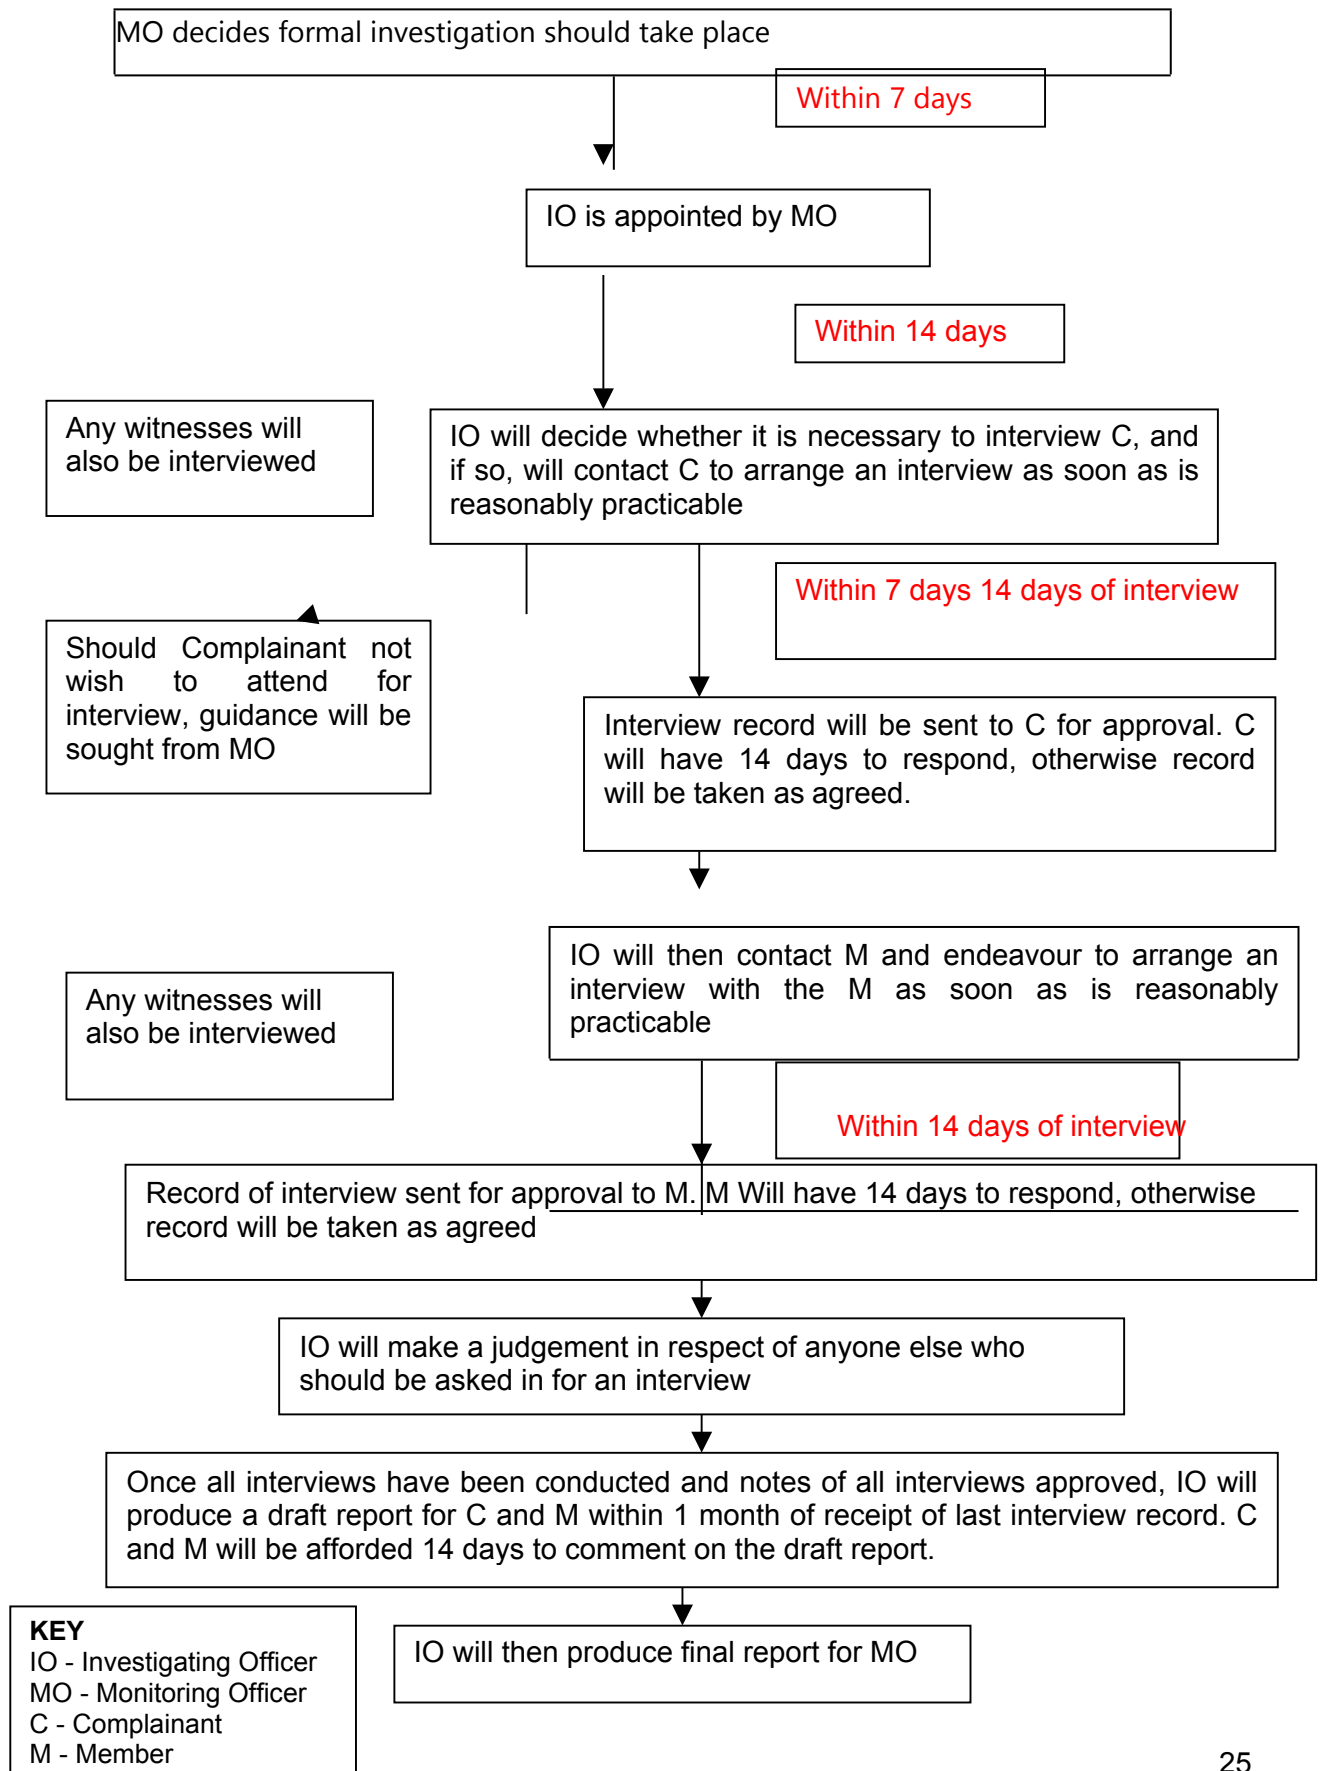 MO decides formal investigation should take place
Within 7 days
IO is appointed by MO
Within 14 days
Any witnesses will
also be interviewed
IO will decide whether it is necessary to interview C, and
if so, will contact C to arrange an interview as soon as is
reasonably practicable
Within 7 days 14 days of interview
Should Complainant not
wish to attend for
interview, guidance will be
sought from MO
Interview record will be sent to C for approval. C
will have 14 days to respond, otherwise record
will be taken as agreed.
IO will then contact M and endeavour to arrange an
interview with the M as soon as is reasonably
practicable
Any witnesses will
also be interviewed
Within 14 days of interview
Record of interview sent for approval to M. M Will have 14 days to respond, otherwise
record will be taken as agreed
IO will make a judgement in respect of anyone else who
should be asked in for an interview
Once all interviews have been conducted and notes of all interviews approved, IO will
produce a draft report for C and M within 1 month of receipt of last interview record. C
and M will be afforded 14 days to comment on the draft report.
IO will then produce final report for MO
KEY
IO - Investigating Officer
MO - Monitoring Officer
C - Complainant
M - Member
25